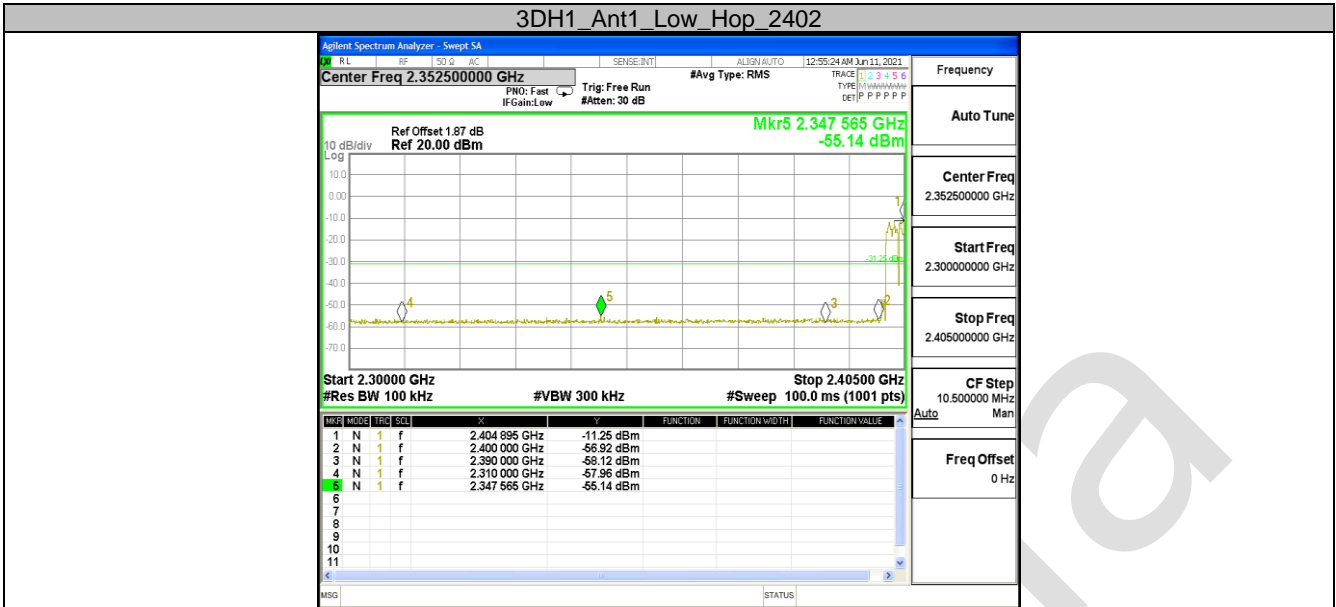 3DH1_Ant1_Low_Hop_2402
Agilent Spectrum Analyzer - Swept SA
RL RF 50 Ω AC SENSE:INT ALIGN AUTO 12:55:24 AM Jun 11, 2021
Center Freq 2.352500000 GHz #Avg Type: RMS TRACE 1 2 3 4 5 6
PNO: Fast Trig: Free Run TYPE
IFGain:Low #Atten: 30 dB DET P P P P P P
Mkr5 2.347 565 GHz
-55.14 dBm
Ref Offset 1.87 dB
10 dB/div Ref 20.00 dBm
Log
10.0
0.00
-10.0
-20.0
-30.0
-40.0
-50.0
-60.0
-70.0
1
-31.25 dBm
4
5
3
2
Start 2.30000 GHz Stop 2.40500 GHz
#Res BW 100 kHz #VBW 300 kHz #Sweep 100.0 ms (1001 pts)
MKR MODE TRC SCL X Y FUNCTION FUNCTION WIDTH FUNCTION VALUE
1 N 1 f 2.404 895 GHz -11.25 dBm
2 N 1 f 2.400 000 GHz -56.92 dBm
3 N 1 f 2.390 000 GHz -58.12 dBm
4 N 1 f 2.310 000 GHz -57.96 dBm
5 N 1 f 2.347 565 GHz -55.14 dBm
6
7
8
9
10
11
MSG STATUS
Frequency
Auto Tune
Center Freq
2.352500000 GHz
Start Freq
2.300000000 GHz
Stop Freq
2.405000000 GHz
CF Step
10.500000 MHz
Auto Man
Freq Offset
0 Hz